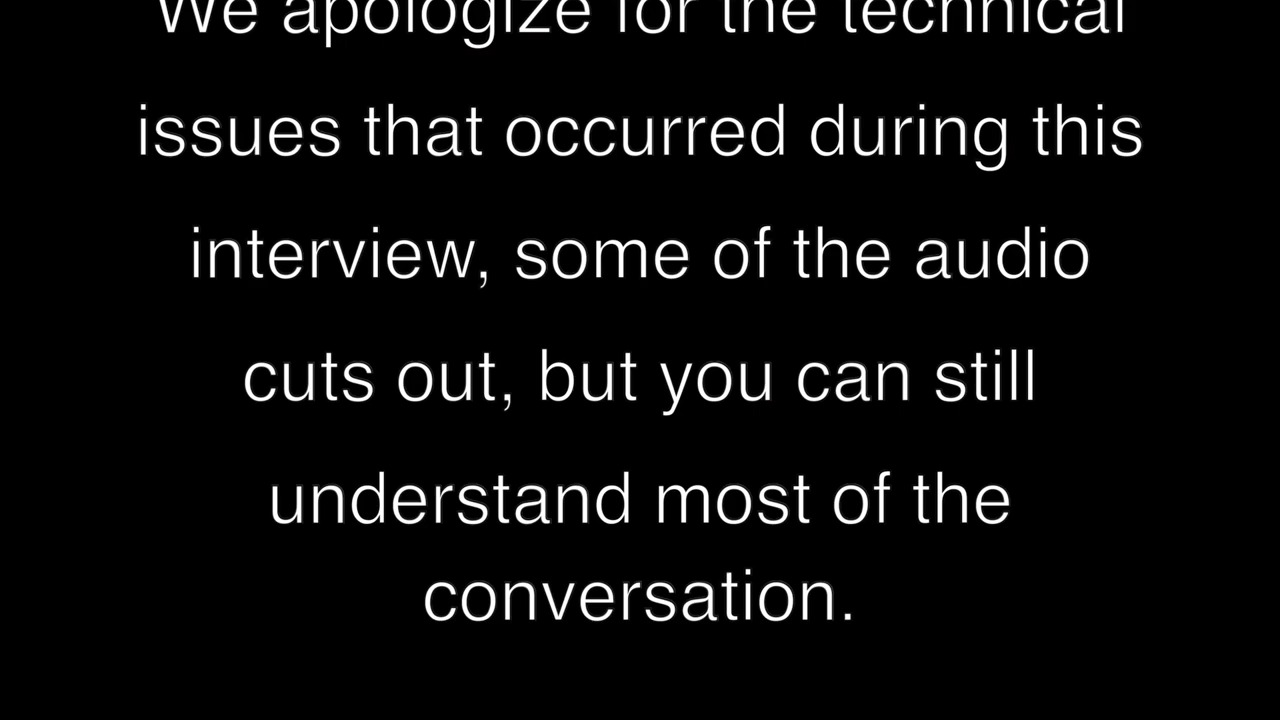 We apologize for the technical
issues that occurred during this
interview, some of the audio
cuts out, but you can still
understand most of the
conversation.